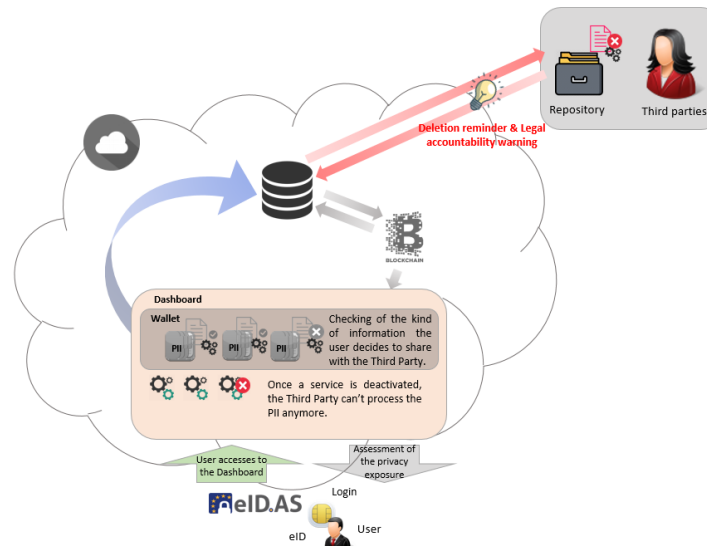 Repository
Third parties
Deletion reminder & Legal
accountability warning
BLOCKCHAIN
Dashboard
Wallet
PII
PII
PII
Checking of the kind
of information the
user decides to share
with the Third Party.
Once a service is deactivated,
the Third Party can't process
the PII anymore.
User accesses to
the Dashboard
Assessment of
the privacy
exposure
eID.AS
Login
eID
User